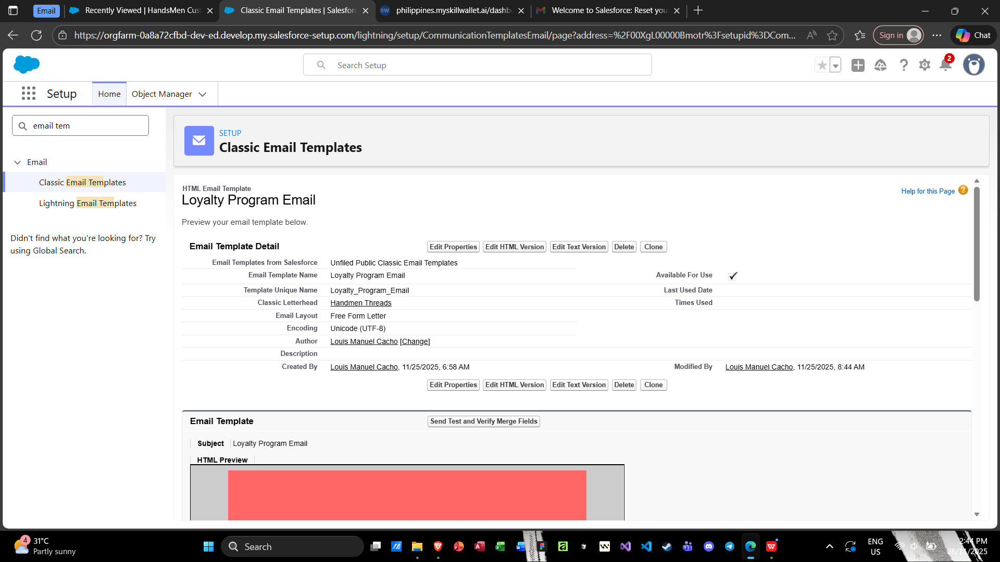 Email
Recently Viewed | HandsMen Cus
Classic Email Templates | Salesforc
SW
philippines.myskillwallet.ai/dashb
Welcome to Salesforce: Reset you
https://orgfarm-0a8a72cfbd-dev-ed.develop.my.salesforce-setup.com/lightning/setup/CommunicationTemplatesEmail/page?address=%2F00XgL00000Bmotr%3Fsetupid%3DCom...
Sign in
Chat
Search Setup
2
Setup
Home
Object Manager
email tem
Email
Classic Email Templates
Lightning Email Templates
Didn't find what you're looking for? Try
using Global Search.
SETUP
Classic Email Templates
HTML Email Template
Loyalty Program Email
Help for this Page ?
Preview your email template below.
Email Template Detail
Edit Properties Edit HTML Version Edit Text Version Delete Clone
Email Templates from Salesforce Unfiled Public Classic Email Templates
Email Template Name Loyalty Program Email Available For Use
Template Unique Name Loyalty_Program_Email Last Used Date
Classic Letterhead Handmen Threads Times Used
Email Layout Free Form Letter
Encoding Unicode (UTF-8)
Author Louis Manuel Cacho [Change]
Description
Created By Louis Manuel Cacho, 11/25/2025, 6:58 AM Modified By Louis Manuel Cacho, 11/25/2025, 8:44 AM
Edit Properties Edit HTML Version Edit Text Version Delete Clone
Email Template
Send Test and Verify Merge Fields
Subject Loyalty Program Email
HTML Preview
4
31°C
Partly sunny
Search
ENG
US
2:44 PM
26/11/2025